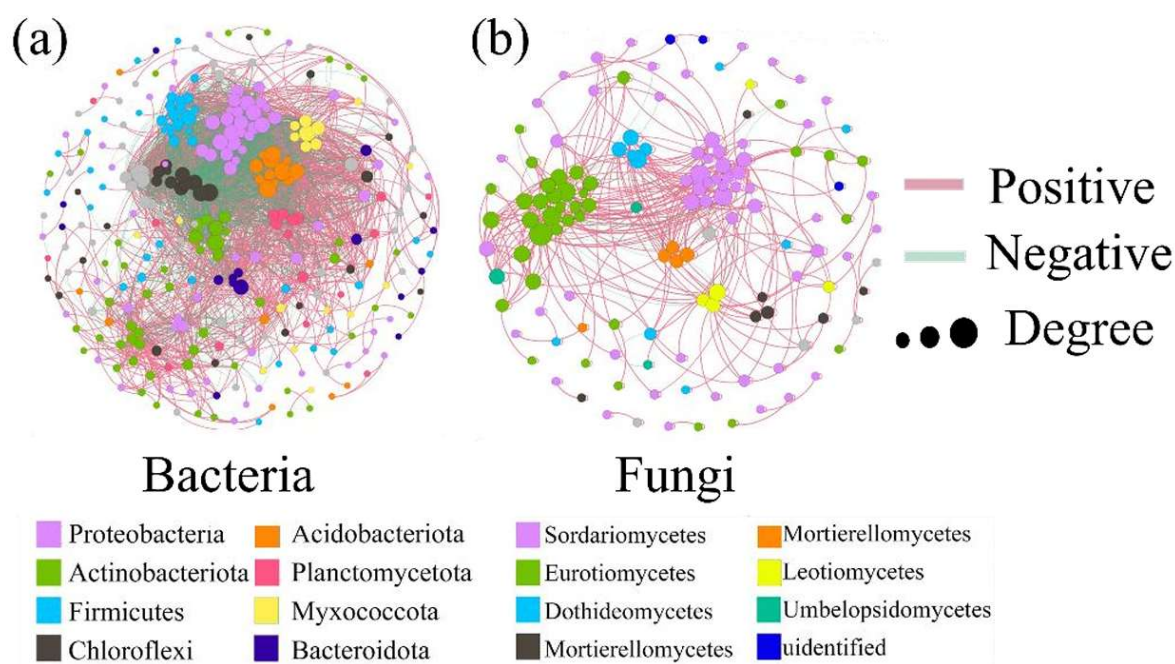 (a)
(b)
Positive
Negative
Degree
Bacteria
Fungi
Proteobacteria
Acidobacteriota
Actinobacteriota
Planctomycetota
Firmicutes
Myxococcota
Chloroflexi
Bacteroidota
Sordariomycetes
Mortierellomycetes
Eurotiomycetes
Leotiomycetes
Dothideomycetes
Umbelopsidomycetes
Mortierellomycetes
uidentified